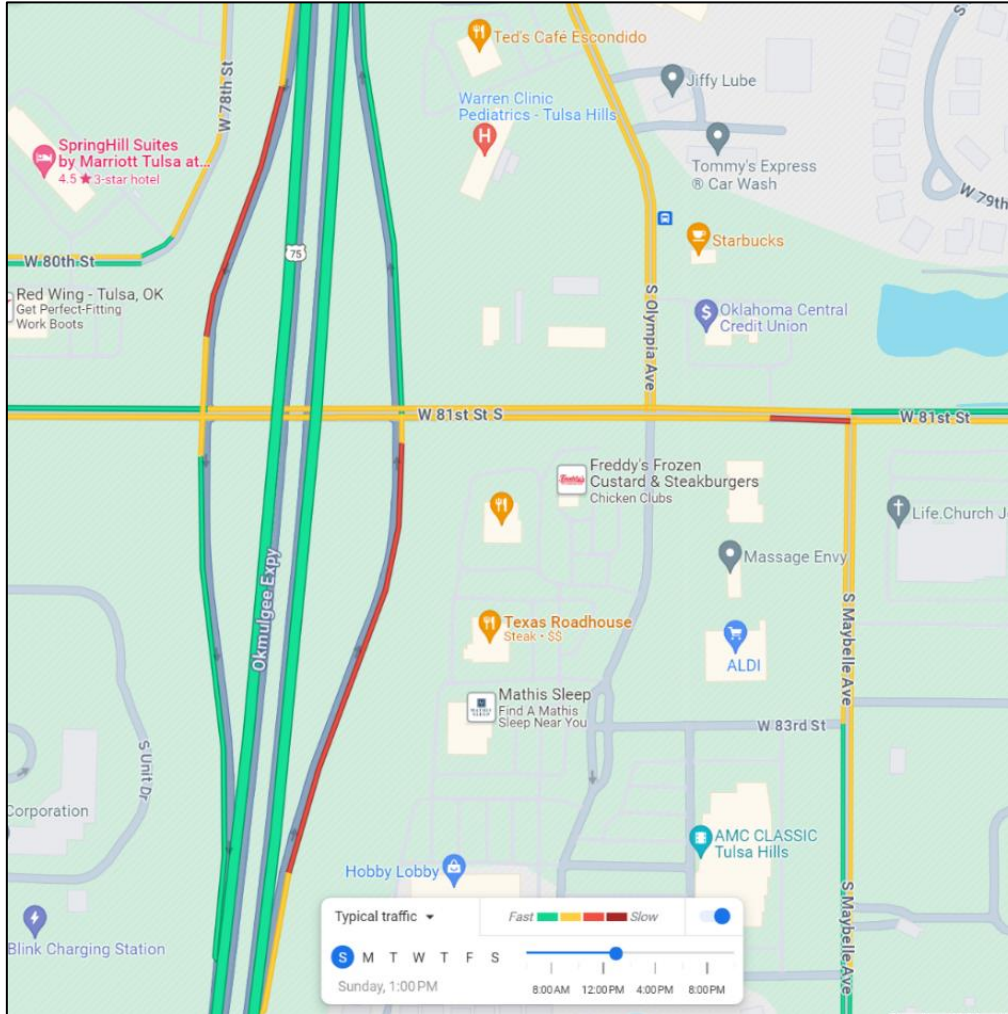 Ted's Café Escondido
Jiffy Lube
W 78th St
Warren Clinic
Pediatrics - Tulsa Hills
H
SpringHill Suites
by Marriott Tulsa at...
4.5 ★ 3-star hotel
Tommy's Express
® Car Wash
W 79th
S
75
Starbucks
W 80th St
Red Wing - Tulsa, OK
Get Perfect-Fitting
Work Boots
S Olympia Ave
$
Oklahoma Central
Credit Union
W 81st St S
W 81st St
Freddy's Frozen
Custard & Steakburgers
Chicken Clubs
Life.Church J
Okmulgee Expy
Massage Envy
S Maybelle Ave
Texas Roadhouse
Steak • $$
ALDI
Mathis Sleep
Find A Mathis
Sleep Near You
W 83rd St
S Unit Dr
Corporation
AMC CLASSIC
Tulsa Hills
Hobby Lobby
S Maybelle Ave
Blink Charging Station
Typical traffic
Fast
Slow
S M T W T F S
Sunday, 1:00 PM
8:00 AM 12:00 PM 4:00 PM 8:00 PM